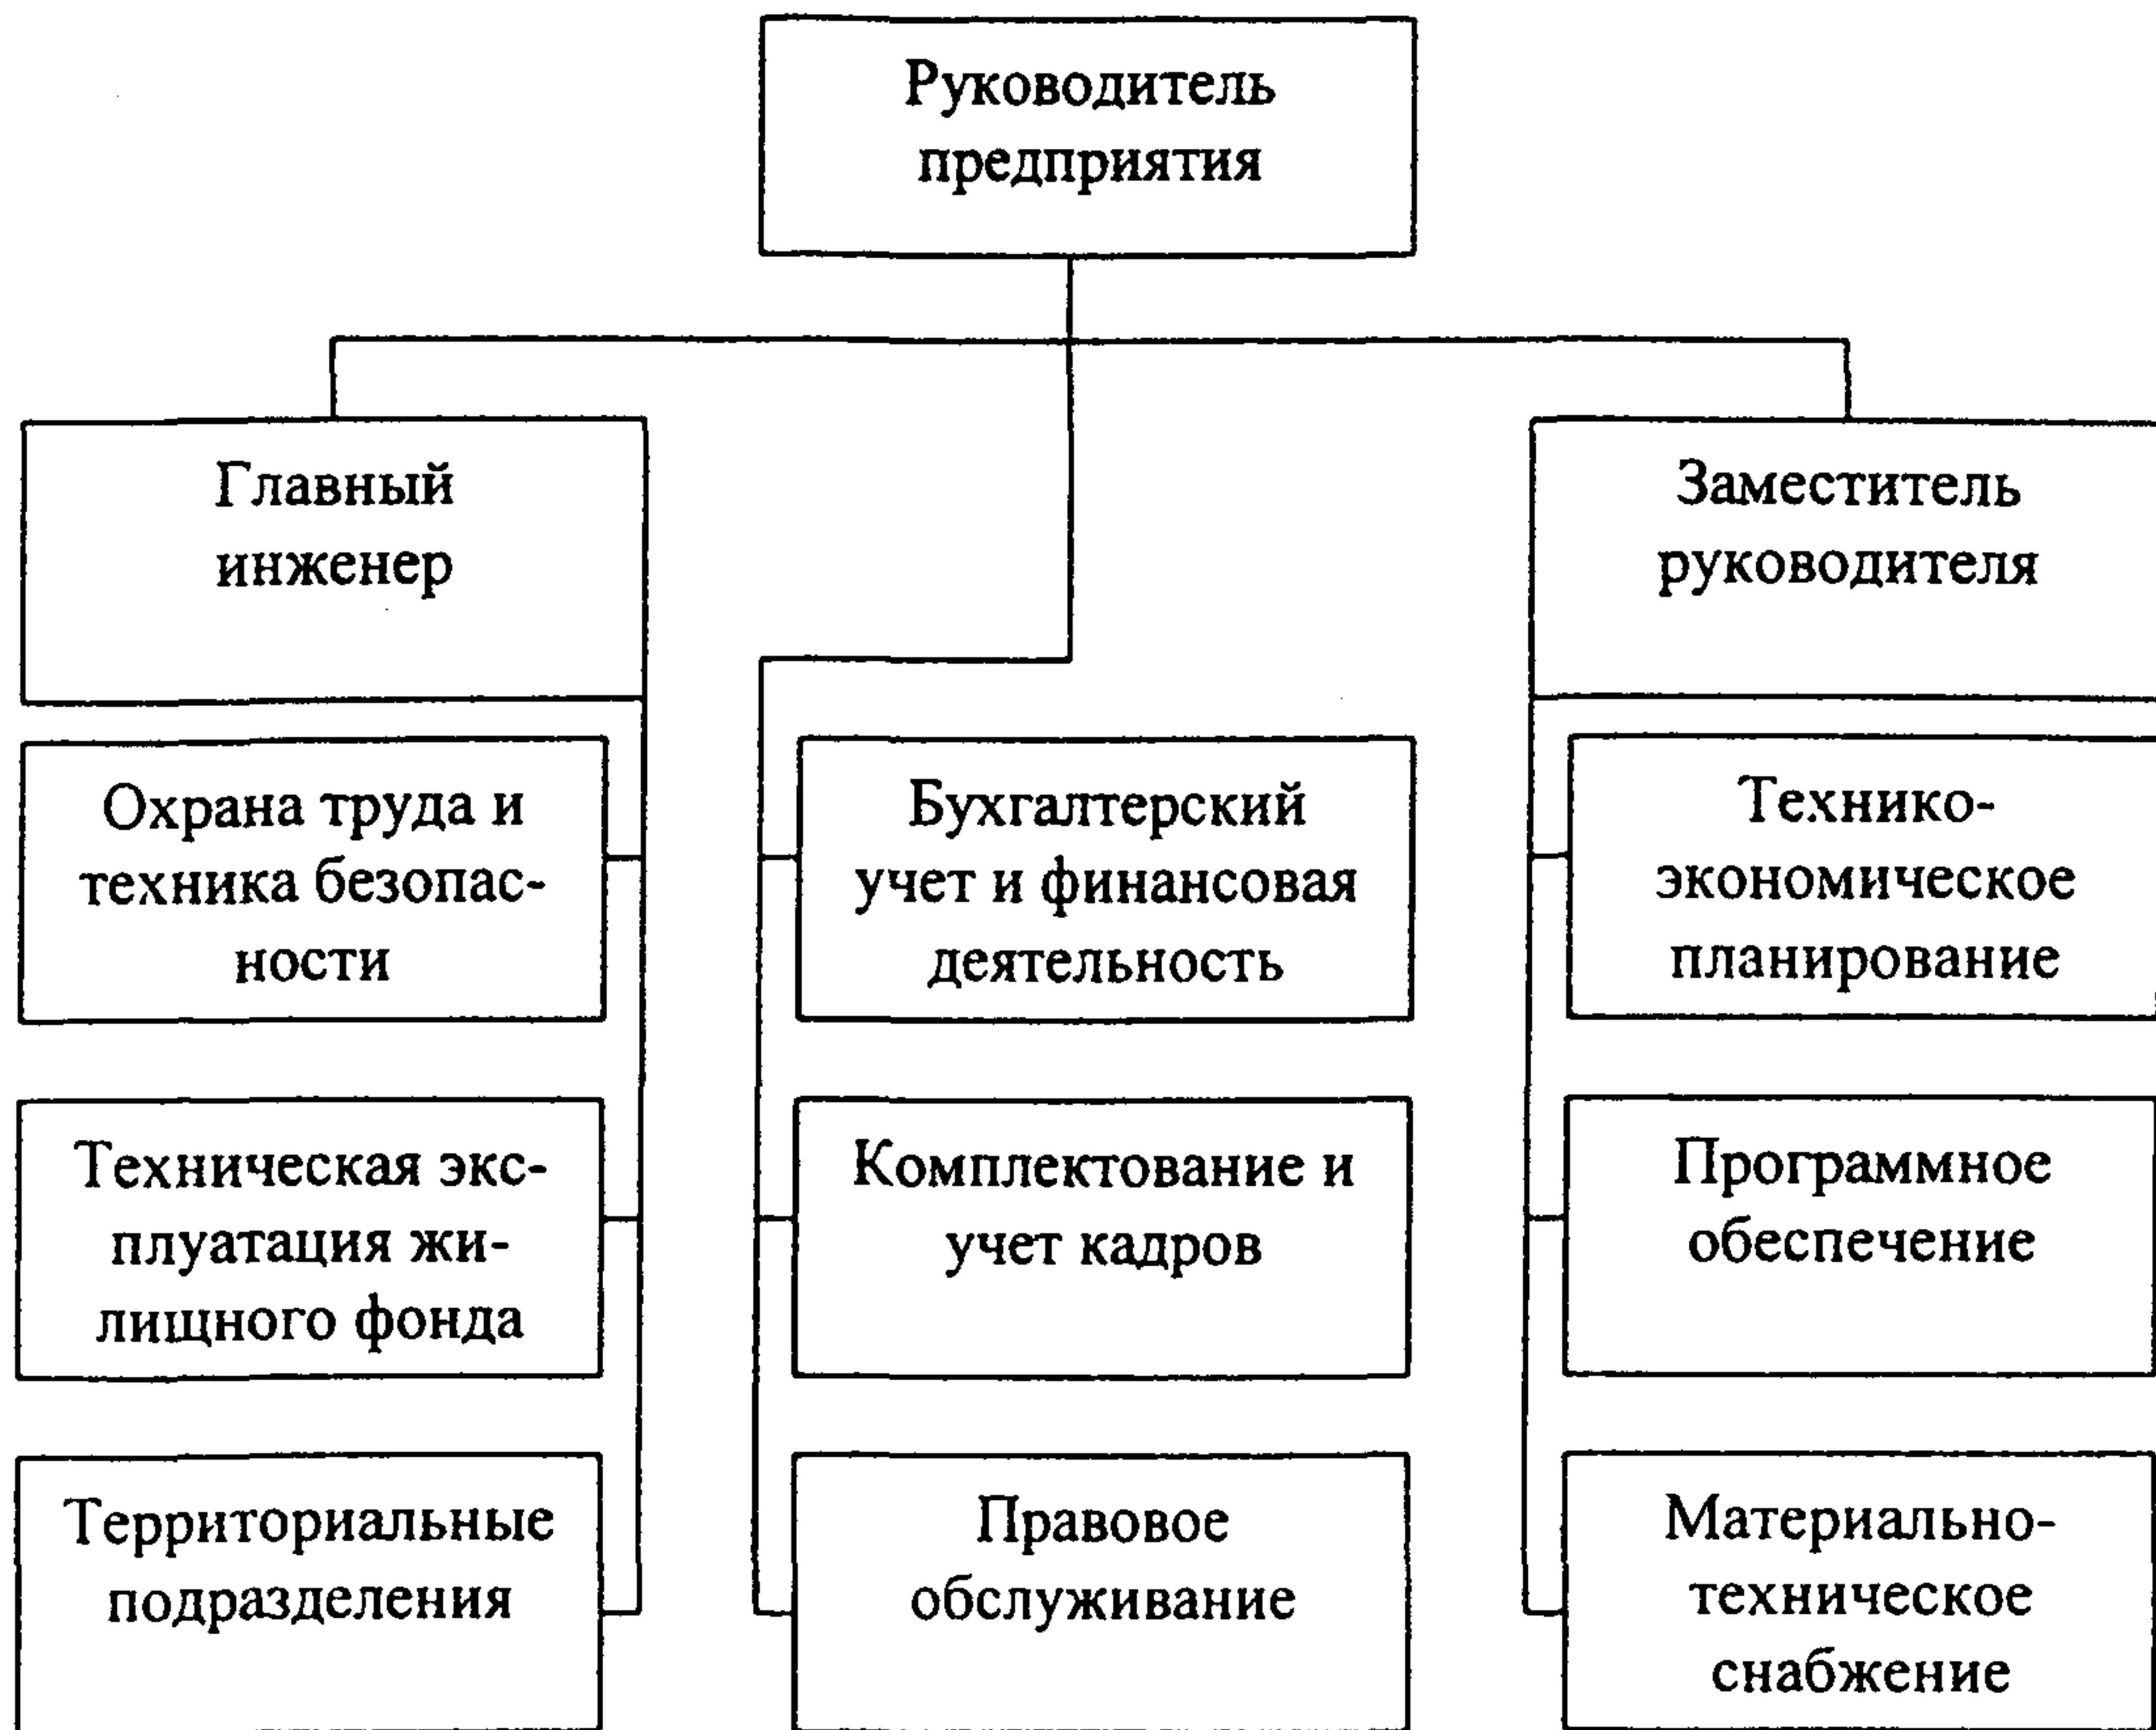 Руководитель
предприятия
Главный
инженер
Заместитель
руководителя
Охрана труда и
техника безопас-
ности
Бухгалтерский
учет и финансовая
деятельность
Технико-
экономическое
планирование
Техническая экс-
плуатация жи-
лищного фонда
Комплектование и
учет кадров
Программное
обеспечение
Территориальные
подразделения
Правовое
обслуживание
Материально-
техническое
снабжение